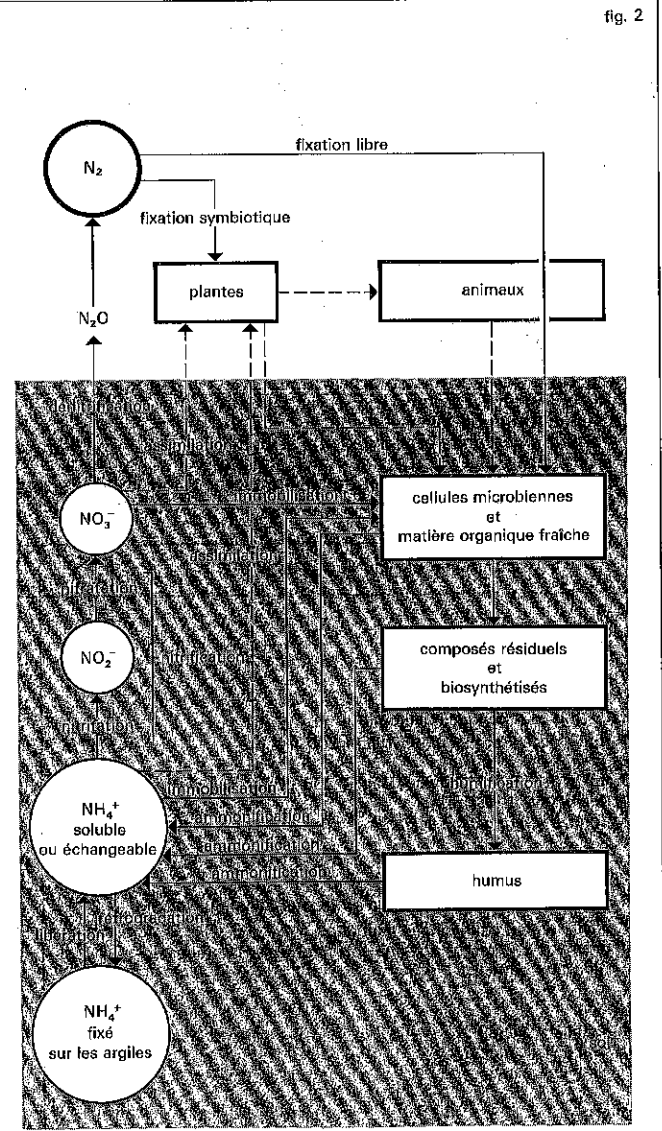 fig. 2
fixation libre
N₂
fixation symbiotique
plantes
animaux
N₂O
dénitrification
assimilation
immobilisation
cellules microbiennes
et
matière organique fraîche
NO₃⁻
assimilation
nitratation
nitrification
composés résiduels
et
biosynthétisés
NO₂⁻
nitritation
humification
immobilisation
NH₄⁺
soluble
ou échangeable
ammonification
ammonification
ammonification
humus
rétrogradation
libération
NH₄⁺
fixé
sur les argiles